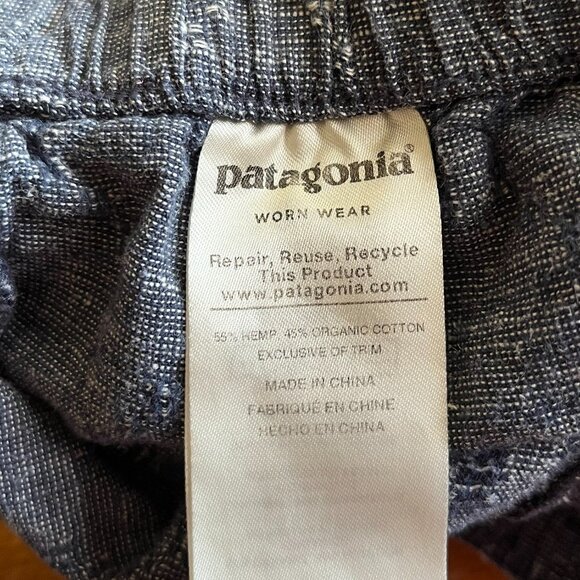 patagonia®
WORN WEAR
Repair, Reuse, Recycle
This Product
www.patagonia.com
55% HEMP 45% ORGANIC COTTON
EXCLUSIVE OF TRIM
MADE IN CHINA
FABRIQUÉ EN CHINE
HECHO EN CHINA